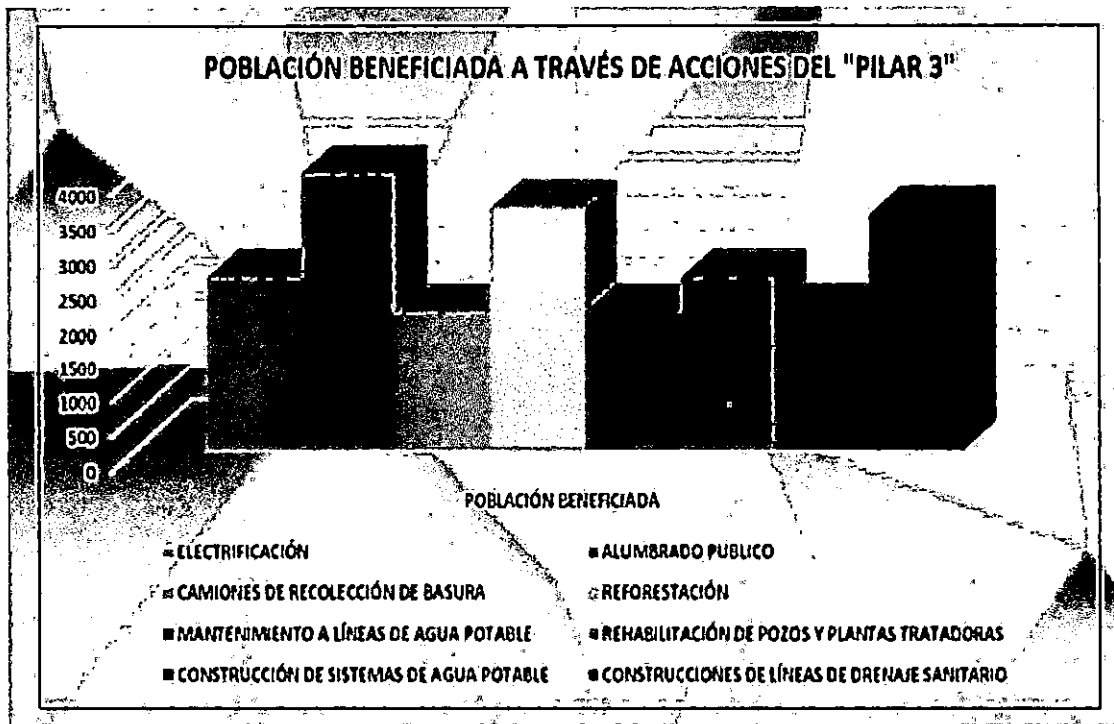 POBLACIÓN BENEFICIADA A TRAVÉS DE ACCIONES DEL "PILAR 3"
4000
3500
3000
2500
2000
1500
1000
500
0
POBLACIÓN BENEFICIADA
ELECTRIFICACIÓN
ALUMBRADO PUBLICO
CAMIONES DE RECOLECCIÓN DE BASURA
REFORESTACIÓN
MANTENIMIENTO A LÍNEAS DE AGUA POTABLE
REHABILITACIÓN DE POZOS Y PLANTAS TRATADORAS
CONSTRUCCIÓN DE SISTEMAS DE AGUA POTABLE
CONSTRUCCIONES DE LÍNEAS DE DRENAJE SANITARIO